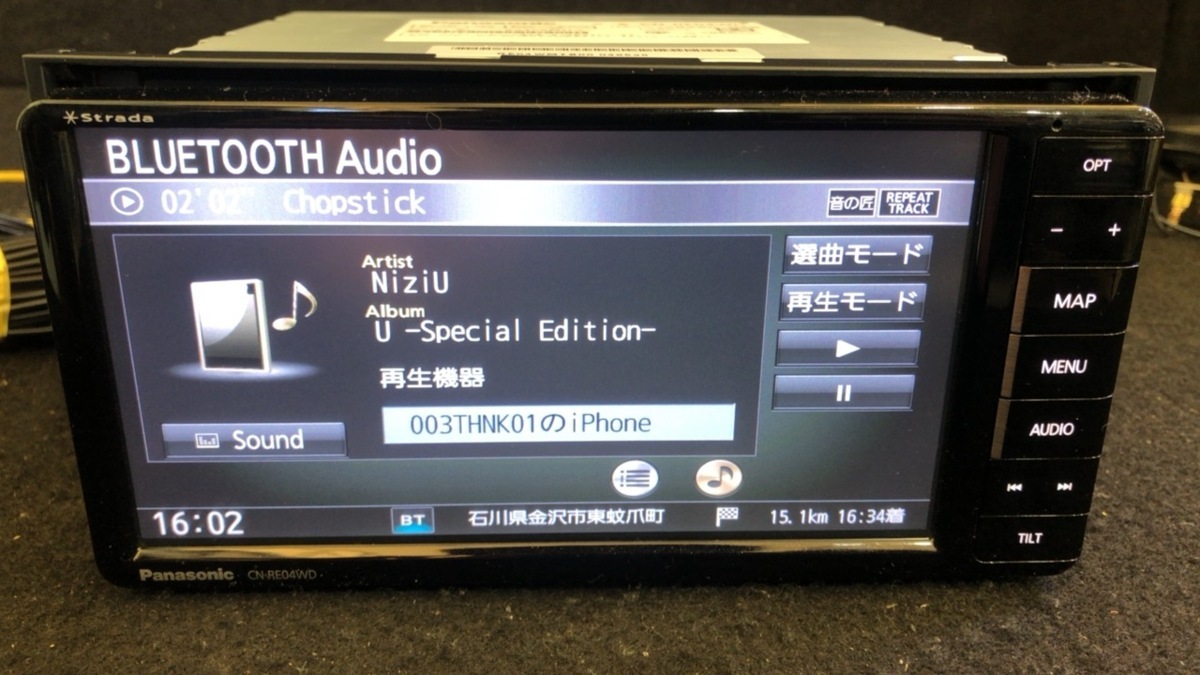 Panasonic
Strada
BLUETOOTH Audio
02'02" Chopstick
音の匠
REPEAT
TRACK
Artist
NiziU
Album
U -Special Edition-
再生機器
003THNK01のiPhone
Sound
選曲モード
再生モード
16:02
BT
石川県金沢市東蚊爪町
15.1km 16:34着
OPT
- +
MAP
MENU
AUDIO
TILT
Panasonic CN-RE04WD